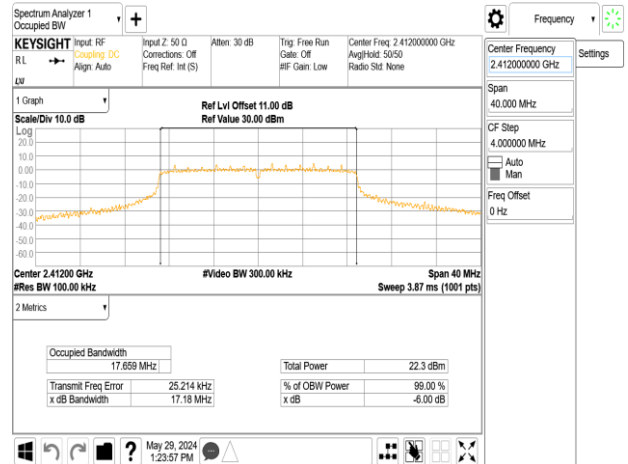 Spectrum Analyzer 1
Occupied BW
+
Frequency
KEYSIGHT
RL
LXI
Input: RF
Coupling: DC
Align: Auto
Input Z: 50 Ω
Corrections: Off
Freq Ref: Int (S)
Atten: 30 dB
Trig: Free Run
Gate: Off
#IF Gain: Low
Center Freq: 2.412000000 GHz
Avg|Hold: 50/50
Radio Std: None
Center Frequency
2.412000000 GHz
Settings
Span
40.000 MHz
CF Step
4.000000 MHz
Auto
Man
Freq Offset
0 Hz
1 Graph
Scale/Div 10.0 dB
Ref Lvl Offset 11.00 dB
Ref Value 30.00 dBm
Log
20.0
10.0
0.00
-10.0
-20.0
-30.0
-40.0
-50.0
-60.0
Center 2.41200 GHz
#Res BW 100.00 kHz
#Video BW 300.00 kHz
Span 40 MHz
Sweep 3.87 ms (1001 pts)
2 Metrics
Occupied Bandwidth
17.659 MHz
Total Power 22.3 dBm
Transmit Freq Error 25.214 kHz
% of OBW Power 99.00 %
x dB Bandwidth 17.18 MHz
x dB -6.00 dB
?
May 29, 2024
1:23:57 PM